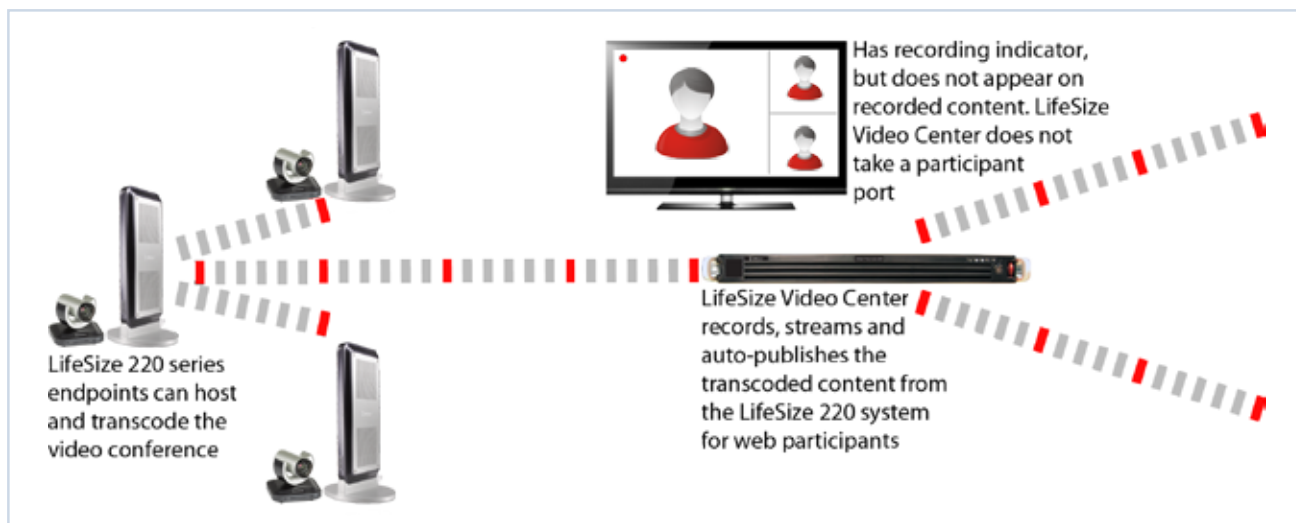 Has recording indicator,
but does not appear on
recorded content. LifeSize
Video Center does not
take a participant
port
LifeSize Video Center
records, streams and
auto-publishes the
transcoded content from
the LifeSize 220 system
for web participants
LifeSize 220 series
endpoints can host
and transcode the
video conference